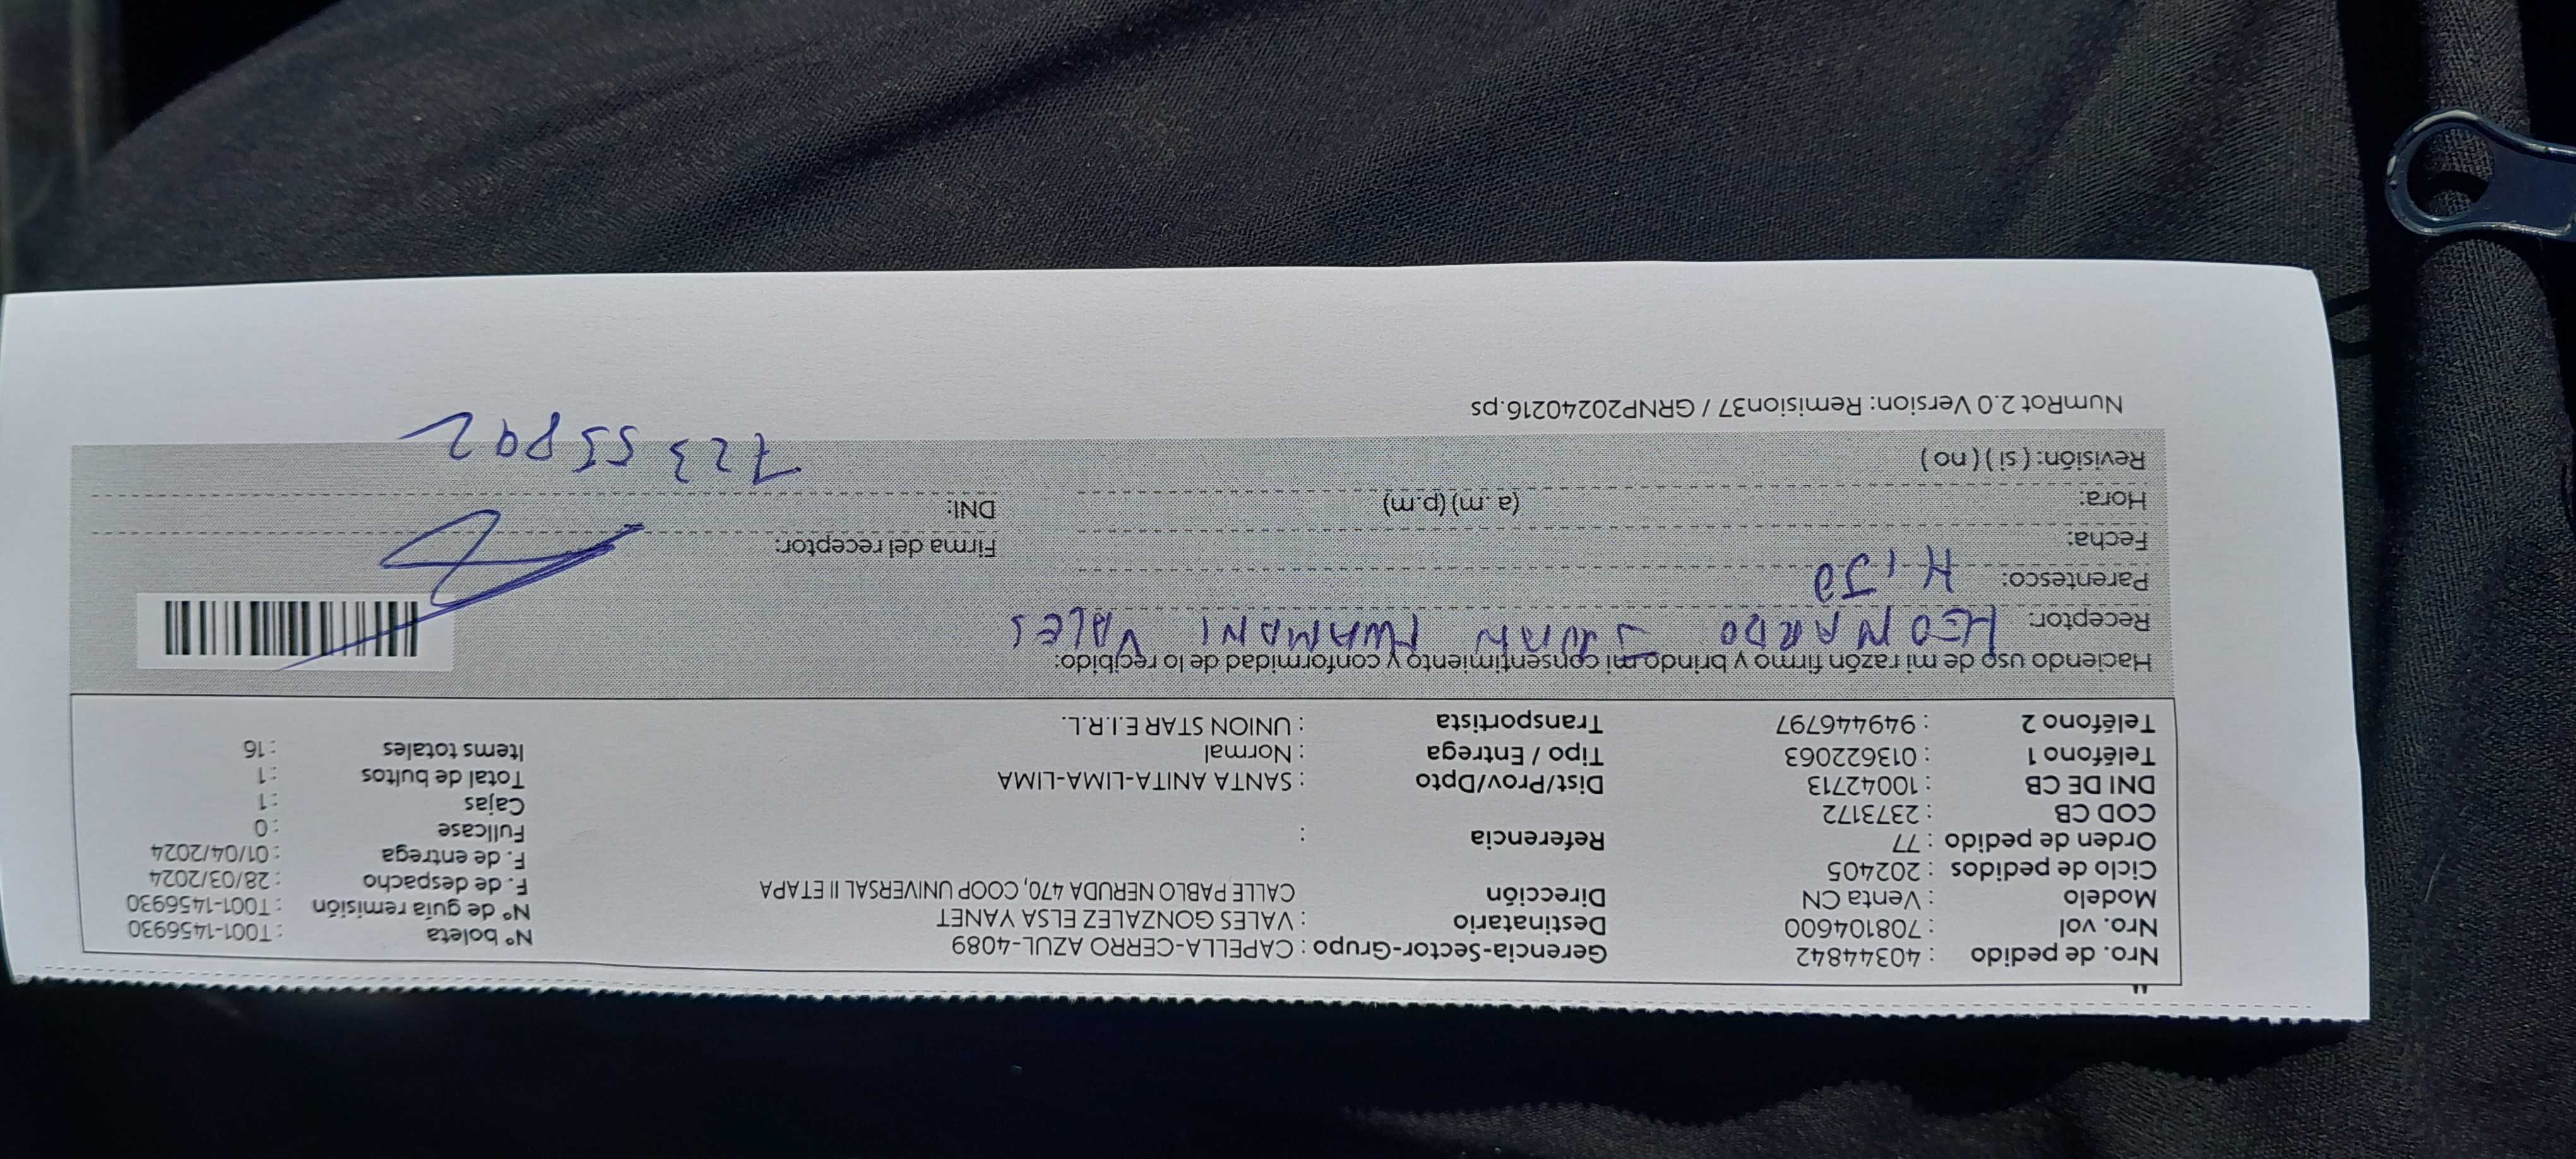 Nro. de pedido : 40344842 Gerencia-Sector-Grupo : CAPELLA-CERRO AZUL-4089 N° boleta : T001-1456930
Nro. vol : 708104600 Destinatario : VALES GONZALEZ ELSA YANET N° de guía remisión : T001-1456930
Modelo : Venta CN Dirección CALLE PABLO NERUDA 470, COOP UNIVERSAL II ETAPA F. de despacho : 28/03/2024
Ciclo de pedidos : 202405 F. de entrega : 01/04/2024
Orden de pedido : 77 Referencia : Fullcase : 0
COD CB : 2373172 Cajas : 1
DNI DE CB : 10042713 Dist/Prov/Dpto : SANTA ANITA-LIMA-LIMA Total de bultos : 1
Teléfono 1 : 013622063 Tipo / Entrega : Normal Items totales : 16
Teléfono 2 : 949446797 Transportista : UNION STAR E.I.R.L.
Haciendo uso de mi razón firmo y brindo mi consentimiento y conformidad de lo recibido:
Receptor: LEONARDO JUAN HUAMANI VALES
Parentesco: HIJO
Fecha: Firma del receptor:
Hora: (a. m) (p.m) DNI:
Revisión: ( si ) ( no ) 72355892
NumRot 2.0 Version: Remision37 / GRNP20240216.ps